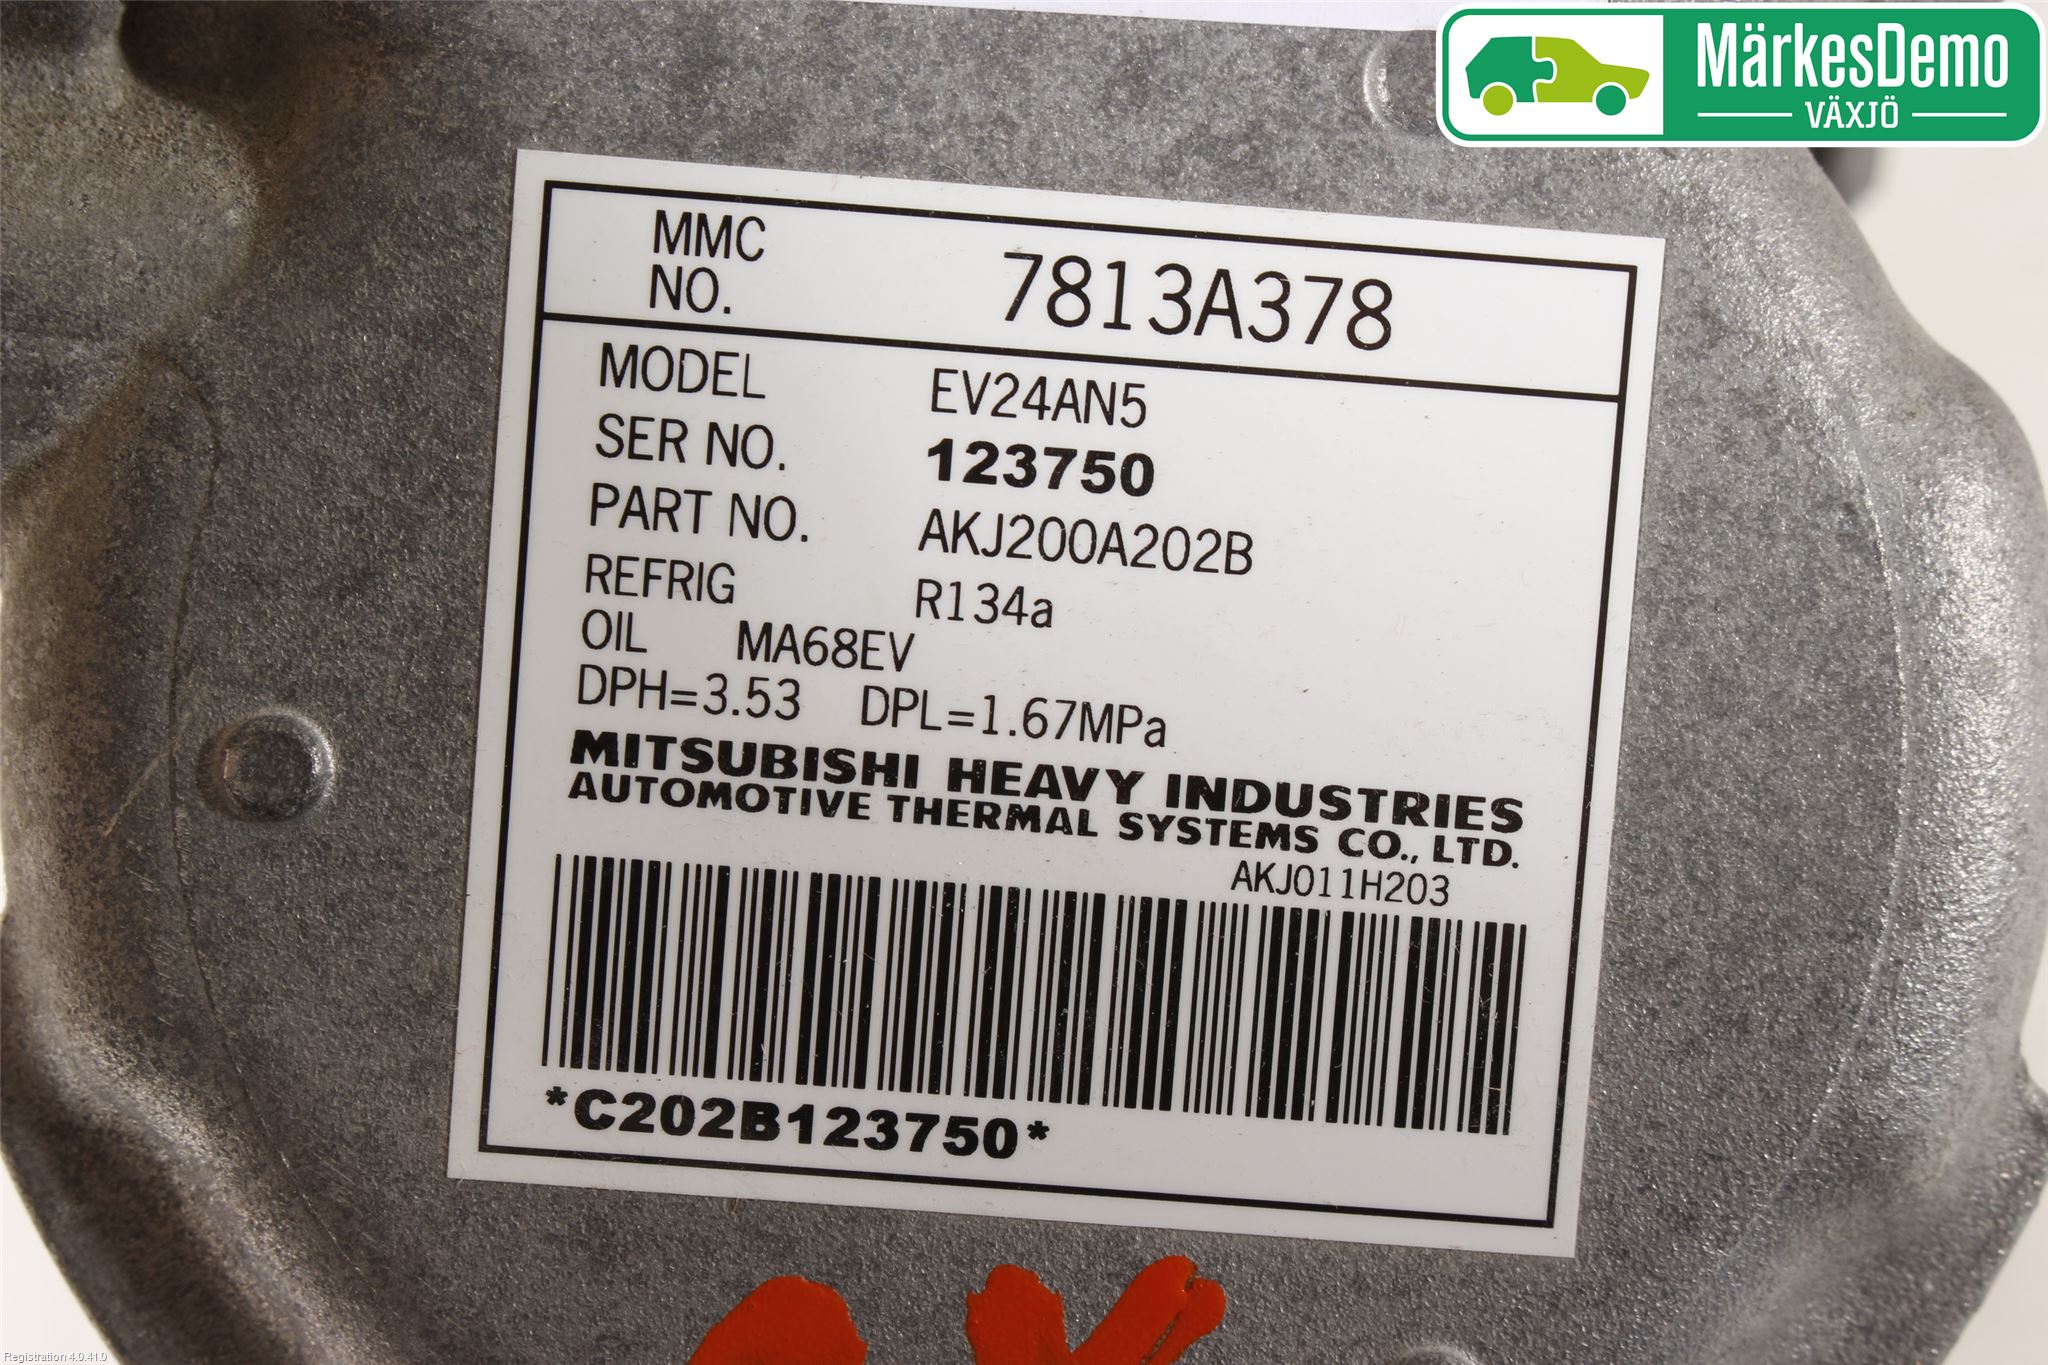 MärkesDemo
VÄXJÖ
MMC NO. 7813A378
MODEL EV24AN5
SER NO. 123750
PART NO. AKJ200A202B
REFRIG R134a
OIL MA68EV
DPH=3.53 DPL=1.67MPa
MITSUBISHI HEAVY INDUSTRIES
AUTOMOTIVE THERMAL SYSTEMS CO., LTD.
AKJ011H203
*C202B123750*
Registration 4.0.41.0